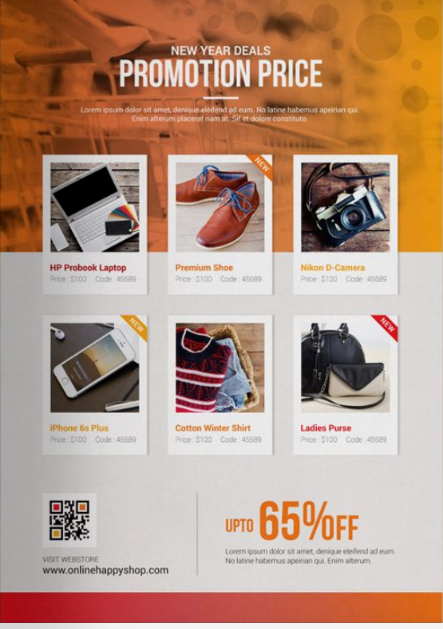 NEW YEAR DEALS
PROMOTION PRICE
Lorem ipsum dolor sit amet, denique eleifend ad eum. No latine habemus apeirian qui.
Enim alterum placerat nam at. Sit et dolore constituto.
NEW
HP Probook Laptop
Price : $100 Code : 45589
Premium Shoe
Price : $100 Code : 45589
Nikon D-Camera
Price : $100 Code : 45589
NEW
NEW
iPhone 6s Plus
Price : $100 Code : 45589
Cotton Winter Shirt
Price : $100 Code : 45589
Ladies Purse
Price : $100 Code : 45589
UPTO 65% OFF
Lorem ipsum dolor sit amet, denique eleifend ad eum.
No latine habemus apeirian qui. Enim alterum.
VISIT WEBSTORE
www.onlinehappyshop.com